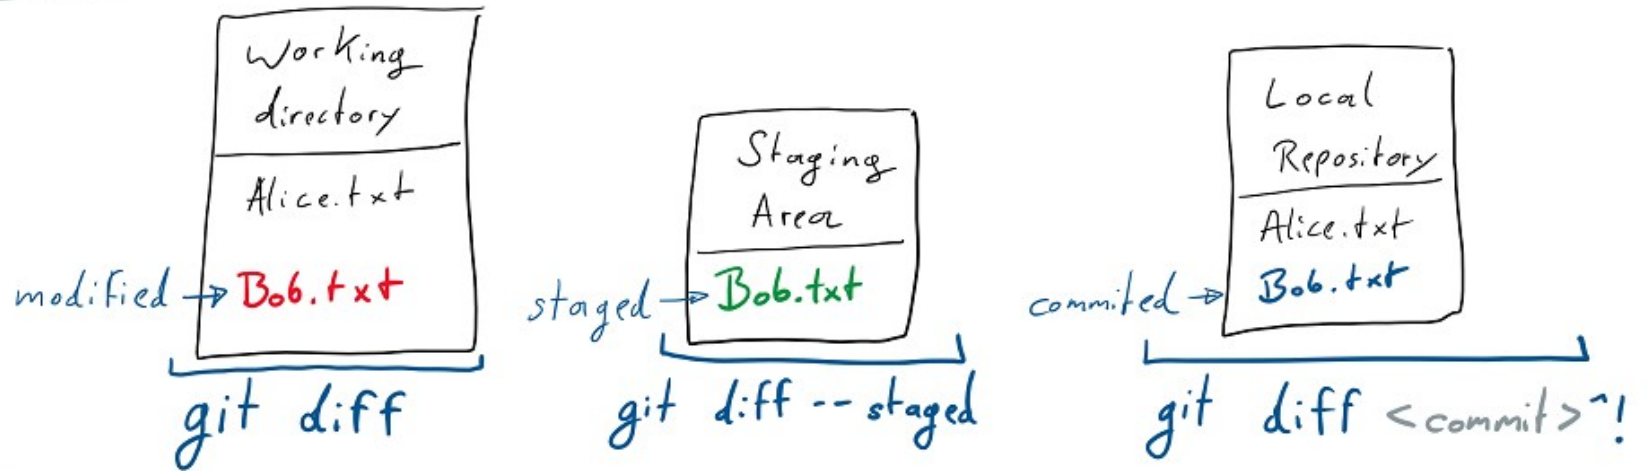 Working
directory
Alice.txt
modified → Bob.txt
git diff
Staging
Area
staged → Bob.txt
git diff --staged
Local
Repository
Alice.txt
commited → Bob.txt
git diff <commit>^!